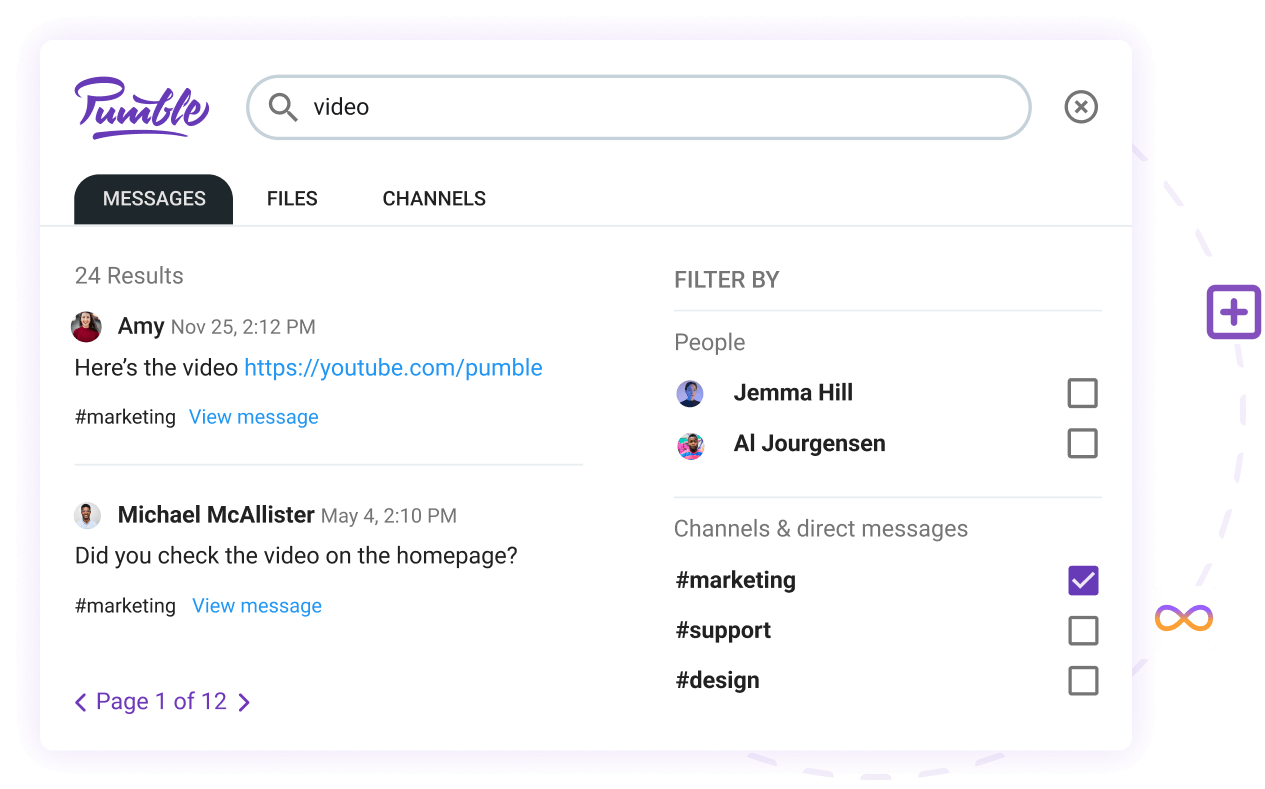 Pumble
video
MESSAGES FILES CHANNELS
24 Results
Amy Nov 25, 2:12 PM
Here’s the video https://youtube.com/pumble
#marketing View message
Michael McAllister May 4, 2:10 PM
Did you check the video on the homepage?
#marketing View message
Page 1 of 12
FILTER BY
People
Jemma Hill
Al Jourgensen
Channels & direct messages
#marketing
#support
#design